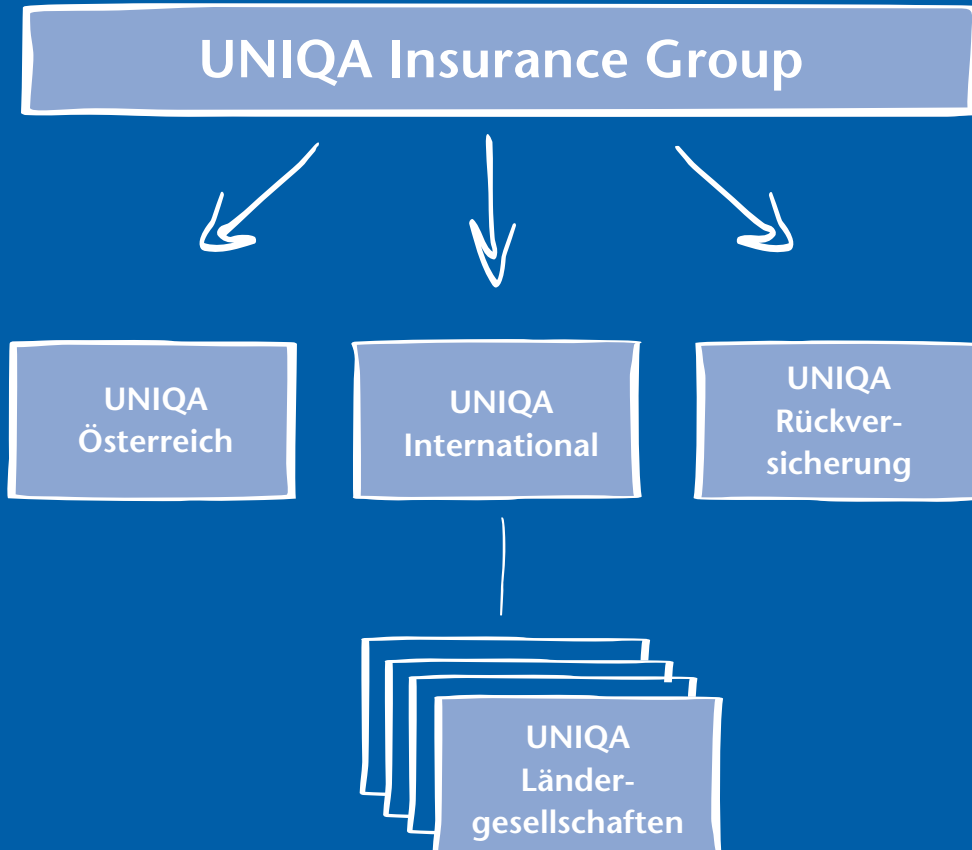 UNIQA Insurance Group
UNIQA
Österreich
UNIQA
International
UNIQA
Rückver-
sicherung
UNIQA
Länder-
gesellschaften